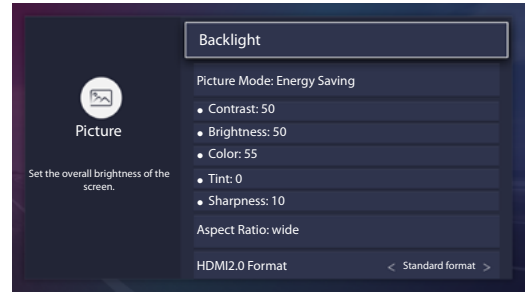 Picture
Set the overall brightness of the
screen.
Backlight
Picture Mode: Energy Saving
• Contrast: 50
• Brightness: 50
• Color: 55
• Tint: 0
• Sharpness: 10
Aspect Ratio: wide
HDMI2.0 Format < Standard format >